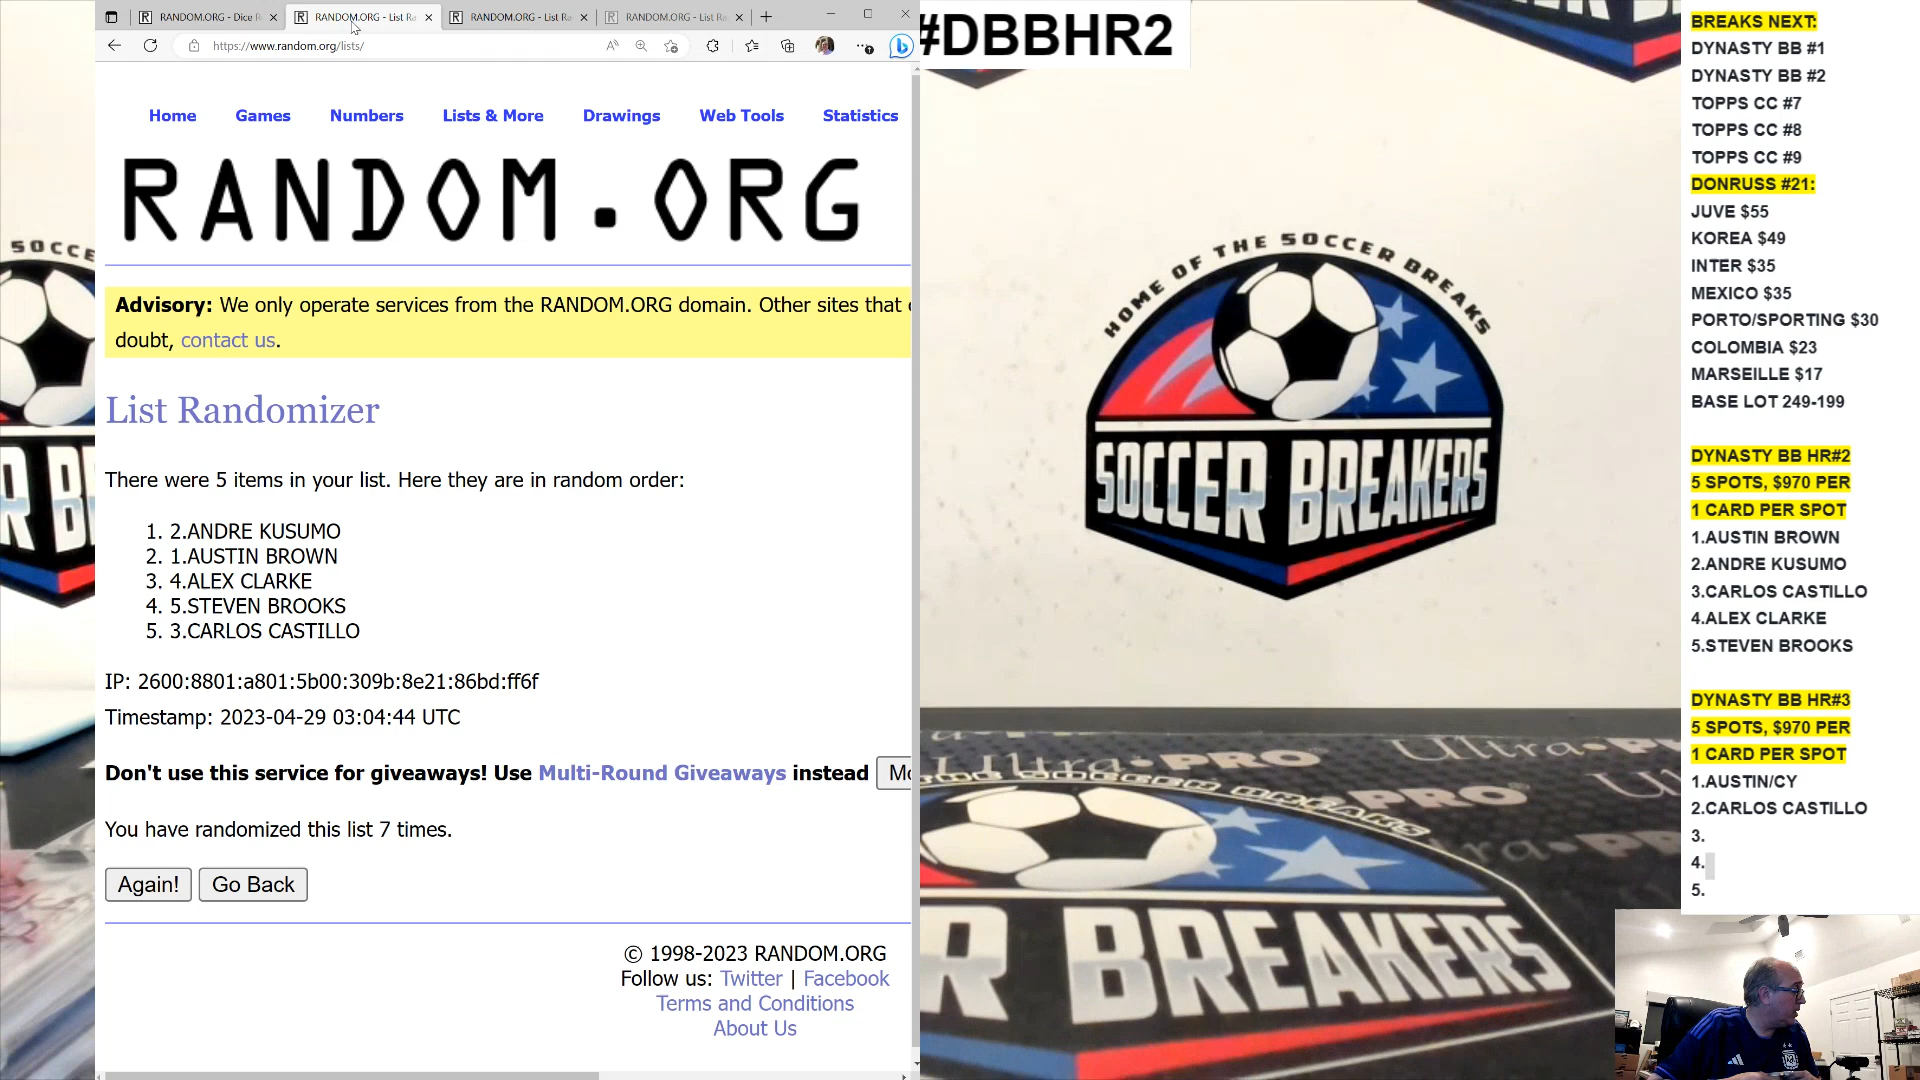 RANDOM.ORG - Dice R
RANDOM.ORG - List Ra
RANDOM.ORG - List Ra
RANDOM.ORG - List Ra
https://www.random.org/lists/
Home Games Numbers Lists & More Drawings Web Tools Statistics
RANDOM.ORG
Advisory: We only operate services from the RANDOM.ORG domain. Other sites that
doubt, contact us.
List Randomizer
There were 5 items in your list. Here they are in random order:
1. 2.ANDRE KUSUMO
2. 1.AUSTIN BROWN
3. 4.ALEX CLARKE
4. 5.STEVEN BROOKS
5. 3.CARLOS CASTILLO
IP: 2600:8801:a801:5b00:309b:8e21:86bd:ff6f
Timestamp: 2023-04-29 03:04:44 UTC
Don't use this service for giveaways! Use Multi-Round Giveaways instead
You have randomized this list 7 times.
Again! Go Back
© 1998-2023 RANDOM.ORG
Follow us: Twitter | Facebook
Terms and Conditions
About Us
#DBBHR2
HOME OF THE SOCCER BREAKS
SOCCER BREAKERS
Ultra·PRO
SOCCER BREAKS
PRO
R BREAKERS
BREAKS NEXT:
DYNASTY BB #1
DYNASTY BB #2
TOPPS CC #7
TOPPS CC #8
TOPPS CC #9
DONRUSS #21:
JUVE $55
KOREA $49
INTER $35
MEXICO $35
PORTO/SPORTING $30
COLOMBIA $23
MARSEILLE $17
BASE LOT 249-199
DYNASTY BB HR#2
5 SPOTS, $970 PER
1 CARD PER SPOT
1.AUSTIN BROWN
2.ANDRE KUSUMO
3.CARLOS CASTILLO
4.ALEX CLARKE
5.STEVEN BROOKS
DYNASTY BB HR#3
5 SPOTS, $970 PER
1 CARD PER SPOT
1.AUSTIN/CY
2.CARLOS CASTILLO
3.
4.
5.